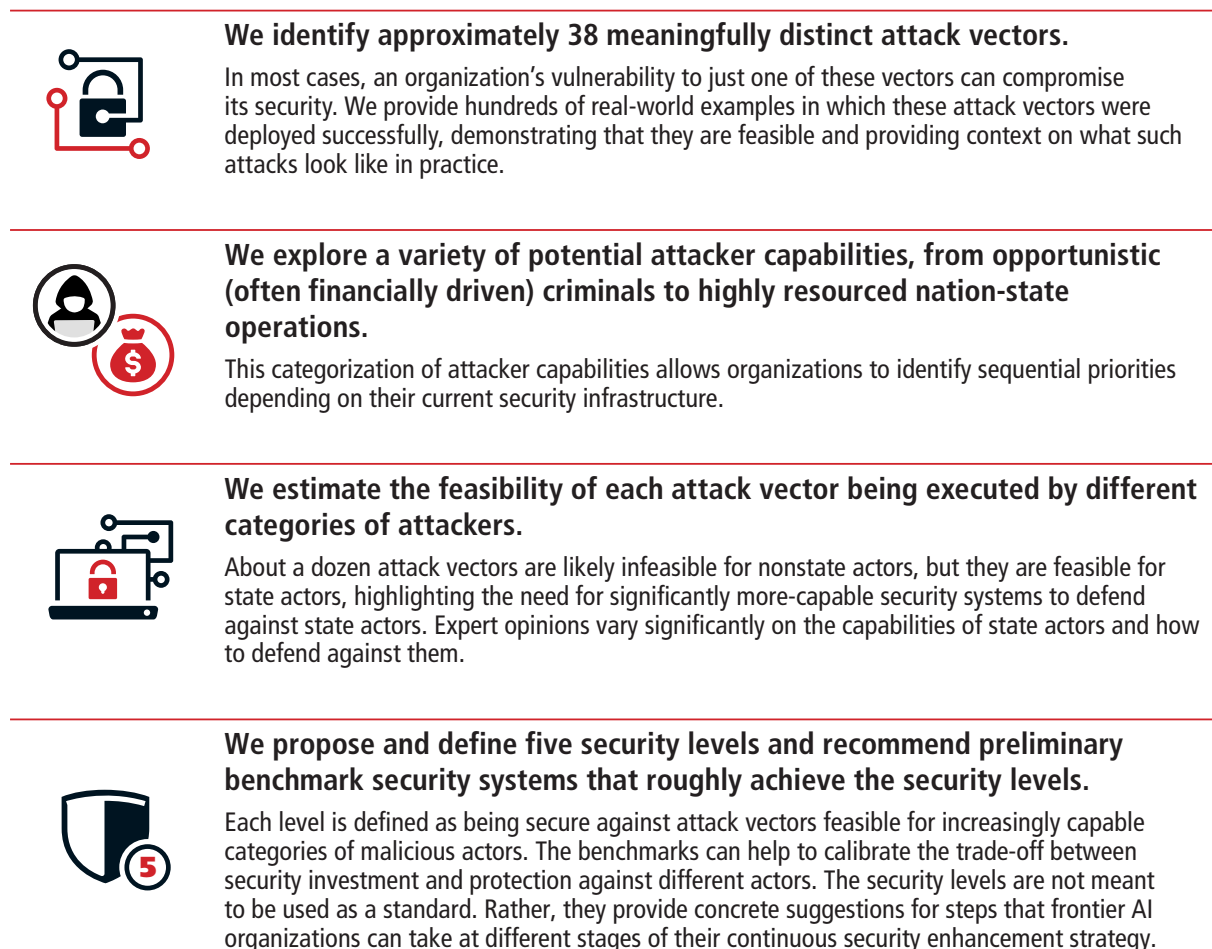 We identify approximately 38 meaningfully distinct attack vectors.
In most cases, an organization's vulnerability to just one of these vectors can compromise
its security. We provide hundreds of real-world examples in which these attack vectors were
deployed successfully, demonstrating that they are feasible and providing context on what such
attacks look like in practice.
We explore a variety of potential attacker capabilities, from opportunistic
(often financially driven) criminals to highly resourced nation-state
operations.
$
This categorization of attacker capabilities allows organizations to identify sequential priorities
depending on their current security infrastructure.
We estimate the feasibility of each attack vector being executed by different
categories of attackers.
About a dozen attack vectors are likely infeasible for nonstate actors, but they are feasible for
state actors, highlighting the need for significantly more-capable security systems to defend
against state actors. Expert opinions vary significantly on the capabilities of state actors and how
to defend against them.
We propose and define five security levels and recommend preliminary
benchmark security systems that roughly achieve the security levels.
Each level is defined as being secure against attack vectors feasible for increasingly capable
categories of malicious actors. The benchmarks can help to calibrate the trade-off between
5
security investment and protection against different actors. The security levels are not meant
to be used as a standard. Rather, they provide concrete suggestions for steps that frontier AI
organizations can take at different stages of their continuous security enhancement strategy.